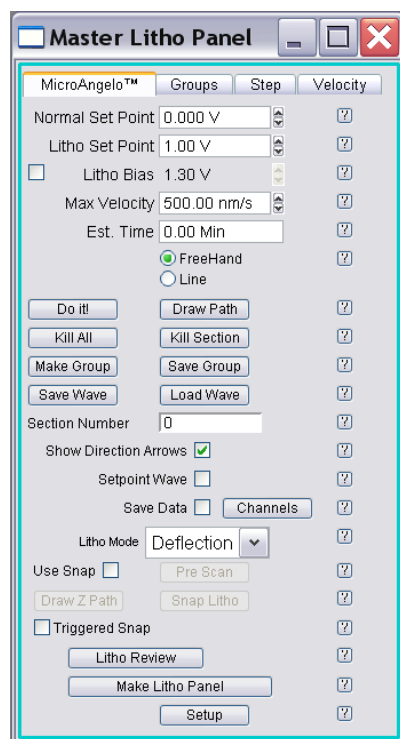 Master Litho Panel
MicroAngelo™ Groups Step Velocity
Normal Set Point 0.000 V ?
Litho Set Point 1.00 V ?
Litho Bias 1.30 V ?
Max Velocity 500.00 nm/s ?
Est. Time 0.00 Min ?
FreeHand ?
Line
Do it! Draw Path ?
Kill All Kill Section ?
Make Group Save Group ?
Save Wave Load Wave ?
Section Number 0 ?
Show Direction Arrows ?
Setpoint Wave ?
Save Data Channels ?
Litho Mode Deflection ?
Use Snap Pre Scan ?
Draw Z Path Snap Litho ?
Triggered Snap ?
Litho Review ?
Make Litho Panel ?
Setup ?